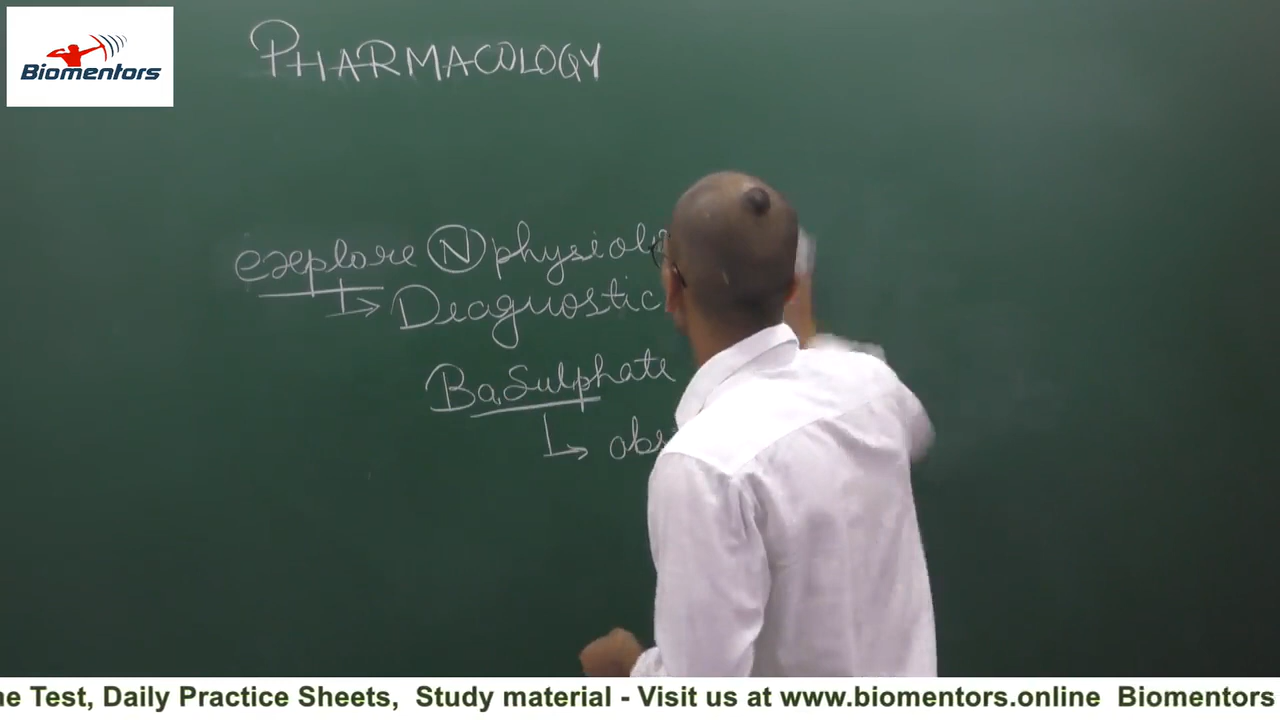 Biomentors
PHARMACOLOGY
explore N physiol
Diagnostic
Ba Sulphate
obs
ne Test, Daily Practice Sheets, Study material - Visit us at www.biomentors.online Biomentors